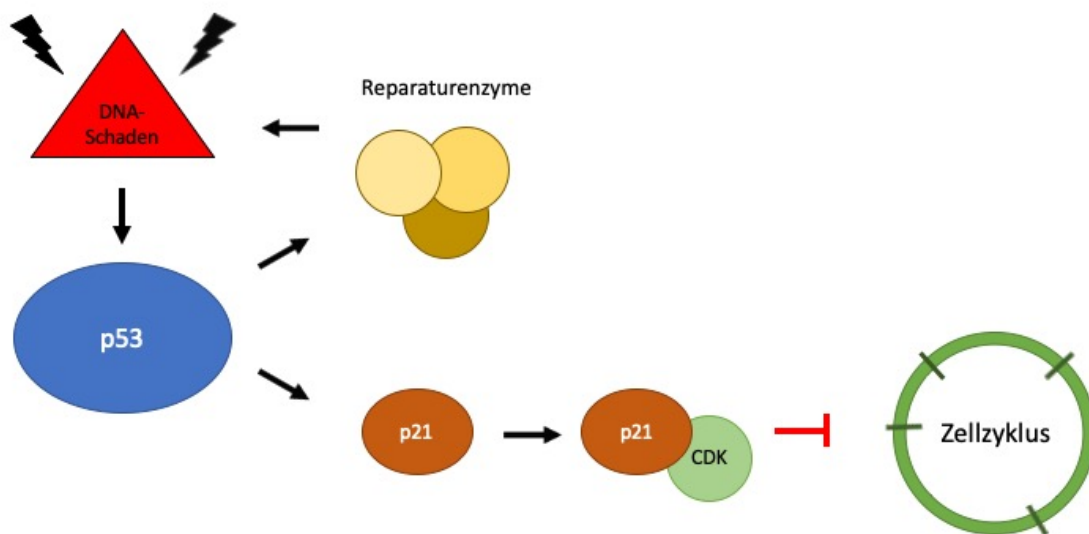 DNA-
Schaden
Reparaturenzyme
p53
p21
p21
CDK
Zellzyklus